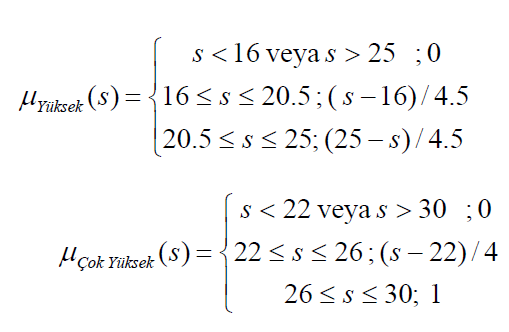 s < 16 veya s > 25 ; 0
μYüksek (s) = { 16 ≤ s ≤ 20.5 ; ( s − 16) / 4.5
20.5 ≤ s ≤ 25; (25 − s) / 4.5
s < 22 veya s > 30 ; 0
μÇok Yüksek (s) = { 22 ≤ s ≤ 26 ; (s − 22) / 4
26 ≤ s ≤ 30; 1